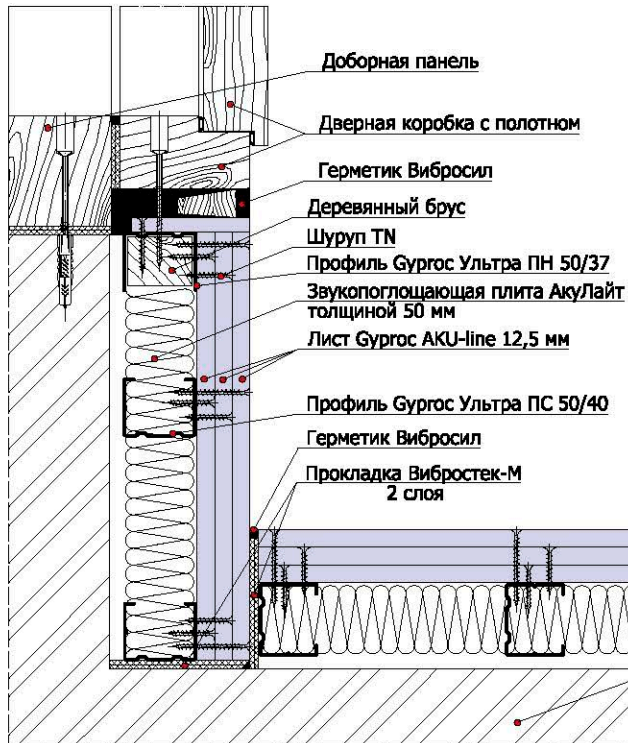 Доборная панель
Дверная коробка с полотном
Герметик Вибросил
Деревянный брус
Шуруп TN
Профиль Gyproc Ультра ПН 50/37
Звукопоглощающая плита АкуЛайт
толщиной 50 мм
Лист Gyproc AKU-line 12,5 мм
Профиль Gyproc Ультра ПС 50/40
Герметик Вибросил
Прокладка Вибростек-М
2 слоя